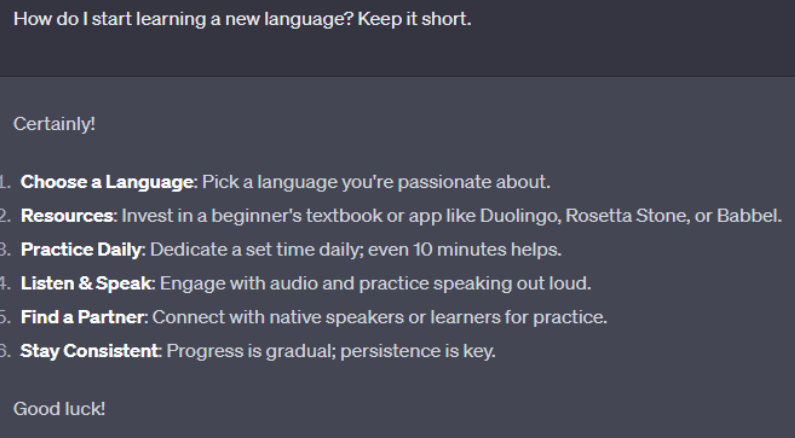 How do I start learning a new language? Keep it short.
Certainly!
1. Choose a Language: Pick a language you're passionate about.
2. Resources: Invest in a beginner's textbook or app like Duolingo, Rosetta Stone, or Babbel.
3. Practice Daily: Dedicate a set time daily; even 10 minutes helps.
4. Listen & Speak: Engage with audio and practice speaking out loud.
5. Find a Partner: Connect with native speakers or learners for practice.
6. Stay Consistent: Progress is gradual; persistence is key.
Good luck!